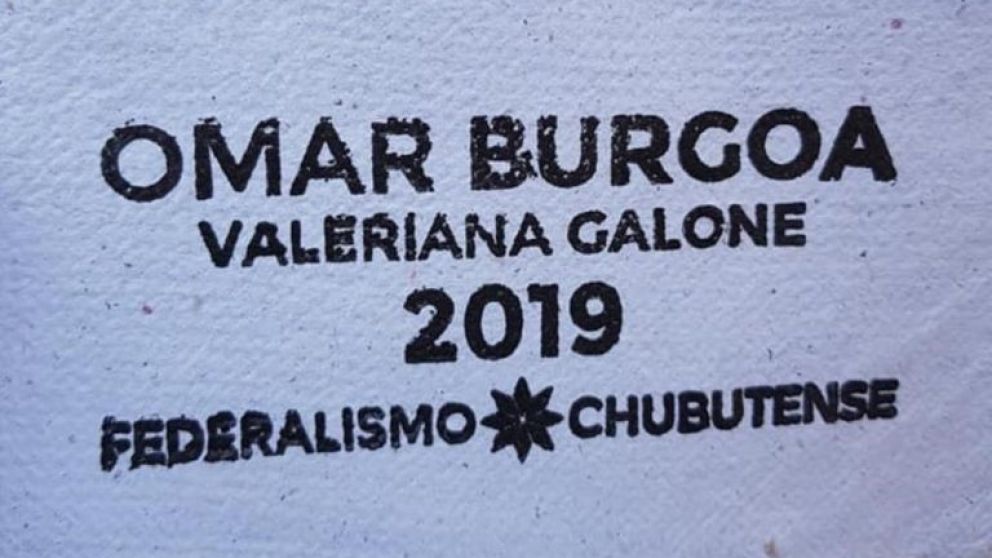 OMAR BURGOA
VALERIANA GALONE
2019
FEDERALISMO CHUBUTENSE